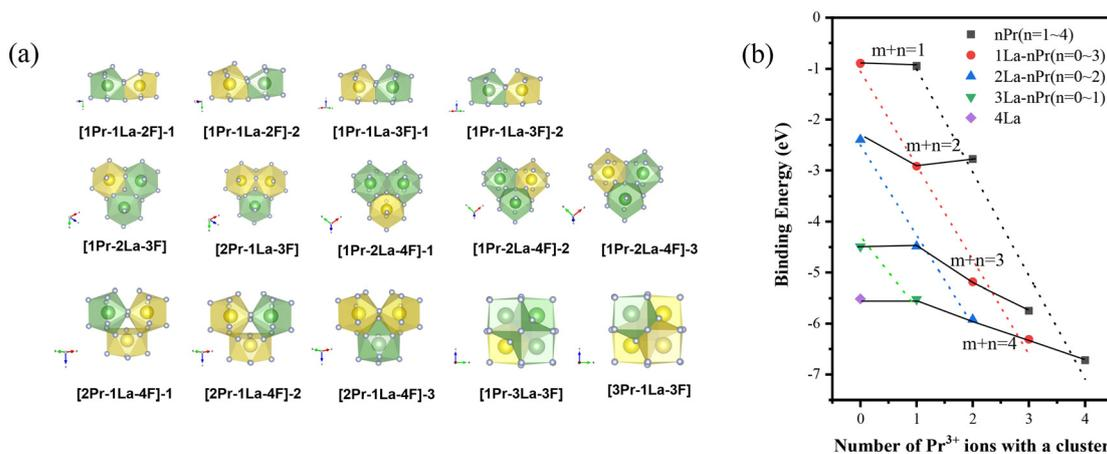 (a)
[1Pr-1La-2F]-1
[1Pr-1La-2F]-2
[1Pr-1La-3F]-1
[1Pr-1La-3F]-2
[1Pr-2La-3F]
[2Pr-1La-3F]
[1Pr-2La-4F]-1
[1Pr-2La-4F]-2
[1Pr-2La-4F]-3
[2Pr-1La-4F]-1
[2Pr-1La-4F]-2
[2Pr-1La-4F]-3
[1Pr-3La-3F]
[3Pr-1La-3F]
(b)
Binding Energy (eV)
0
-1
-2
-3
-4
-5
-6
-7
nPr(n=1~4)
1La-nPr(n=0~3)
2La-nPr(n=0~2)
3La-nPr(n=0~1)
4La
m+n=1
m+n=2
m+n=3
m+n=4
0 1 2 3 4
Number of Pr³⁺ ions with a cluster